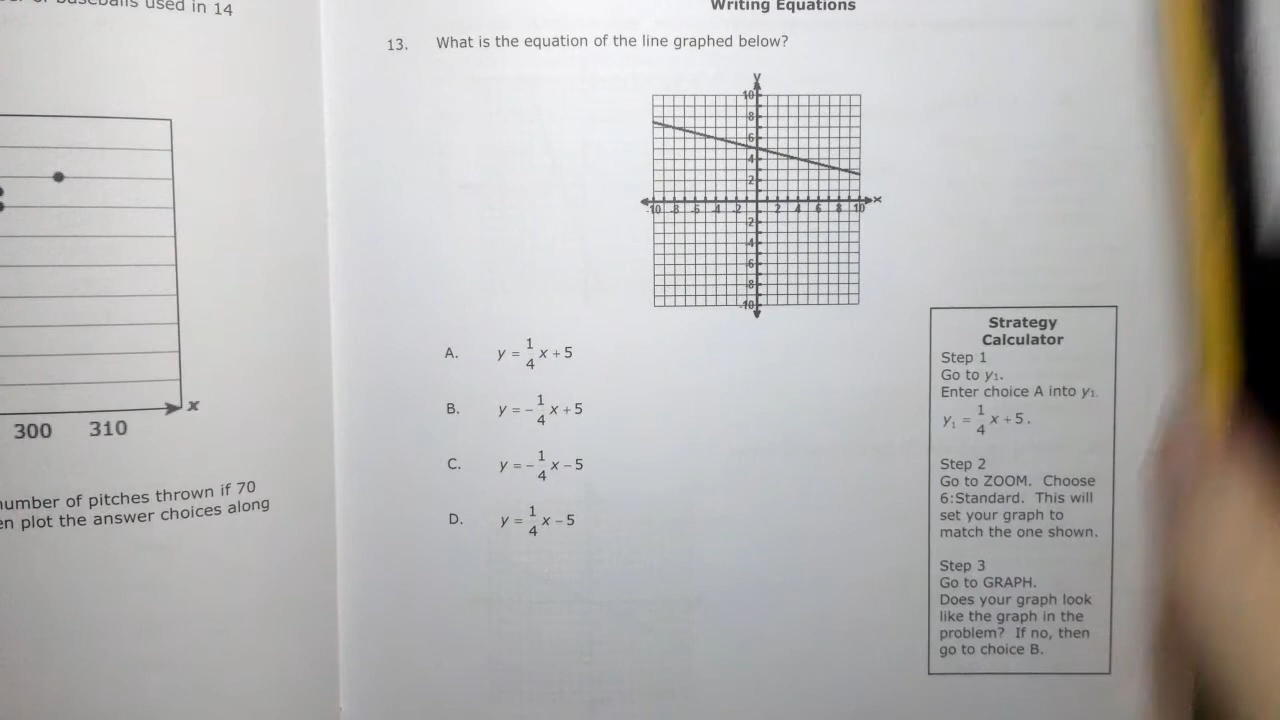 used in 14
300 310
x
number of pitches thrown if 70
plot the answer choices along
Writing Equations
13. What is the equation of the line graphed below?
y
10
8
6
4
2
-10 -8 -6 -4 -2 2 4 6 8 10 x
-2
-4
-6
-8
-10
A. y = 1/4 x + 5
B. y = - 1/4 x + 5
C. y = - 1/4 x - 5
D. y = 1/4 x - 5
Strategy
Calculator
Step 1
Go to y₁.
Enter choice A into y₁.
y₁ = 1/4 x + 5.
Step 2
Go to ZOOM. Choose
6:Standard. This will
set your graph to
match the one shown.
Step 3
Go to GRAPH.
Does your graph look
like the graph in the
problem? If no, then
go to choice B.